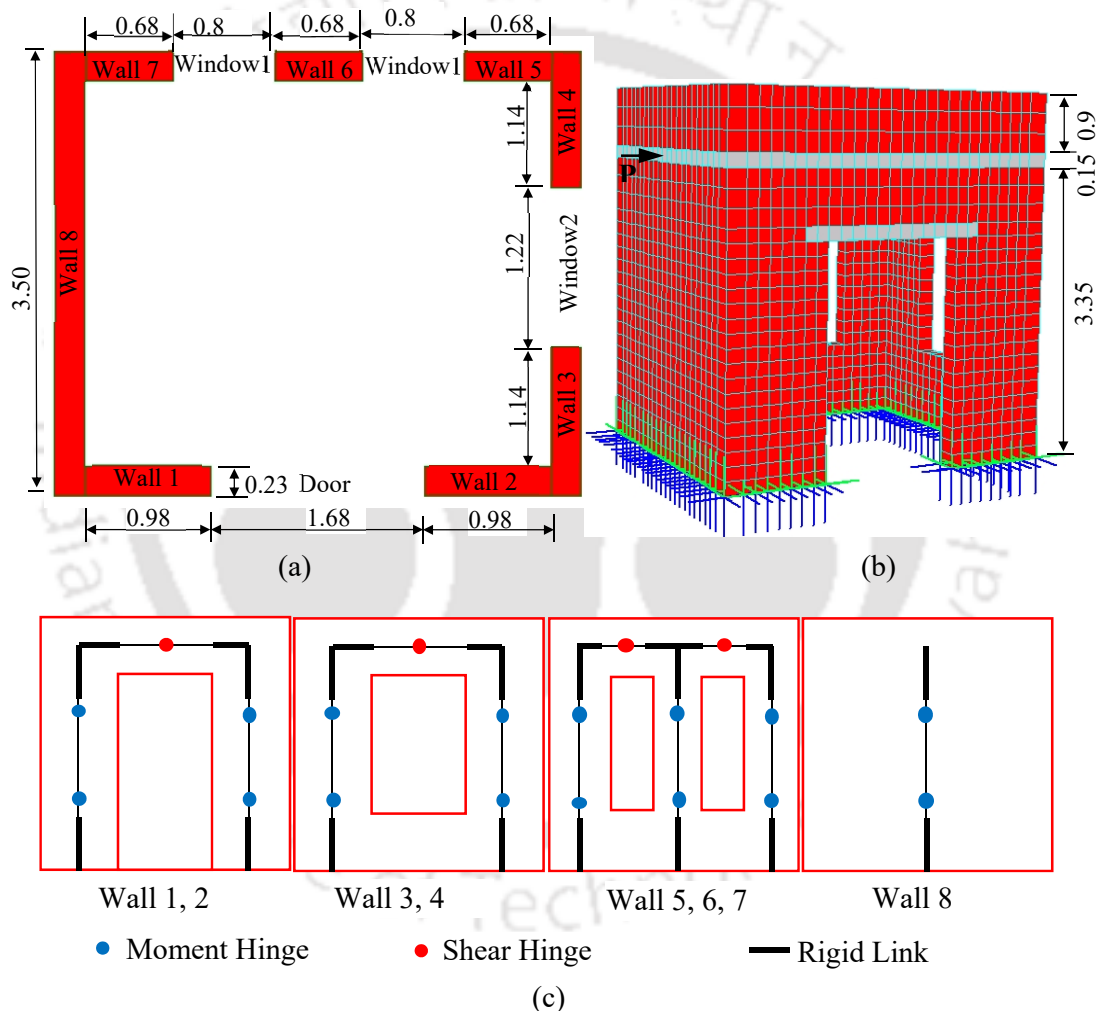 0.68
0.8
0.68
0.8
0.68
Wall 7
Window1
Wall 6
Window1
Wall 5
Wall 4
1.14
Wall 8
3.50
1.22
Window2
1.14
Wall 3
Wall 1
0.23
Door
Wall 2
0.98
1.68
0.98
(a)
P
0.9
0.15
3.35
(b)
Wall 1, 2
Wall 3, 4
Wall 5, 6, 7
Wall 8
Moment Hinge
Shear Hinge
Rigid Link
(c)